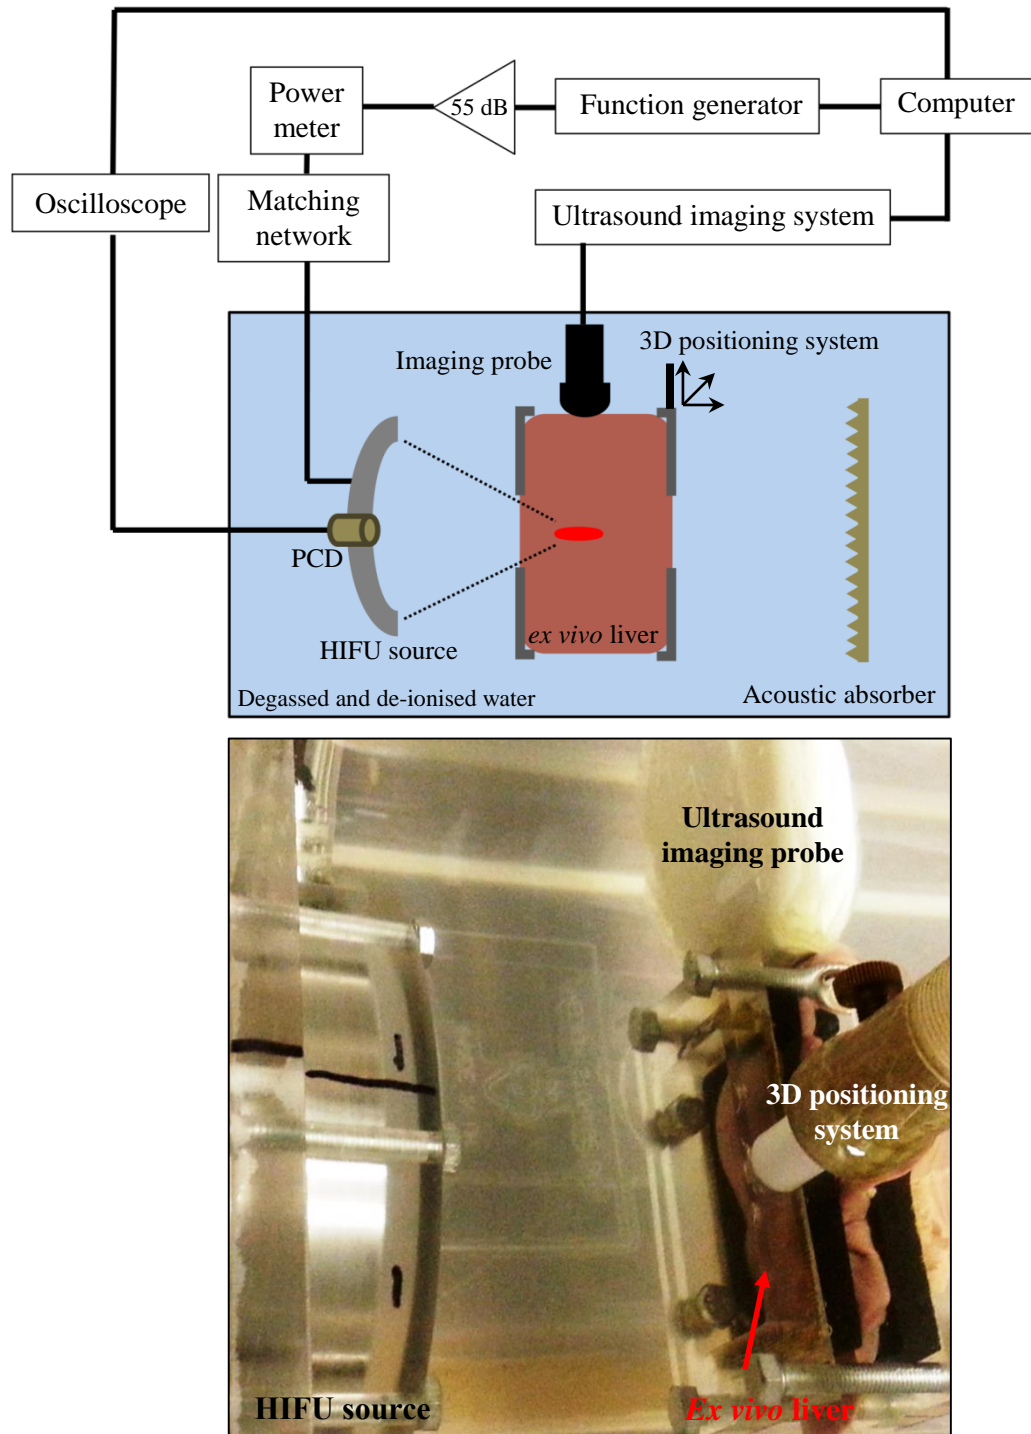 Power
meter
55 dB
Function generator
Computer
Oscilloscope
Matching
network
Ultrasound imaging system
3D positioning system
Imaging probe
PCD
ex vivo liver
HIFU source
Degassed and de-ionised water
Acoustic absorber
Ultrasound
imaging probe
3D positioning
system
HIFU source
Ex vivo liver